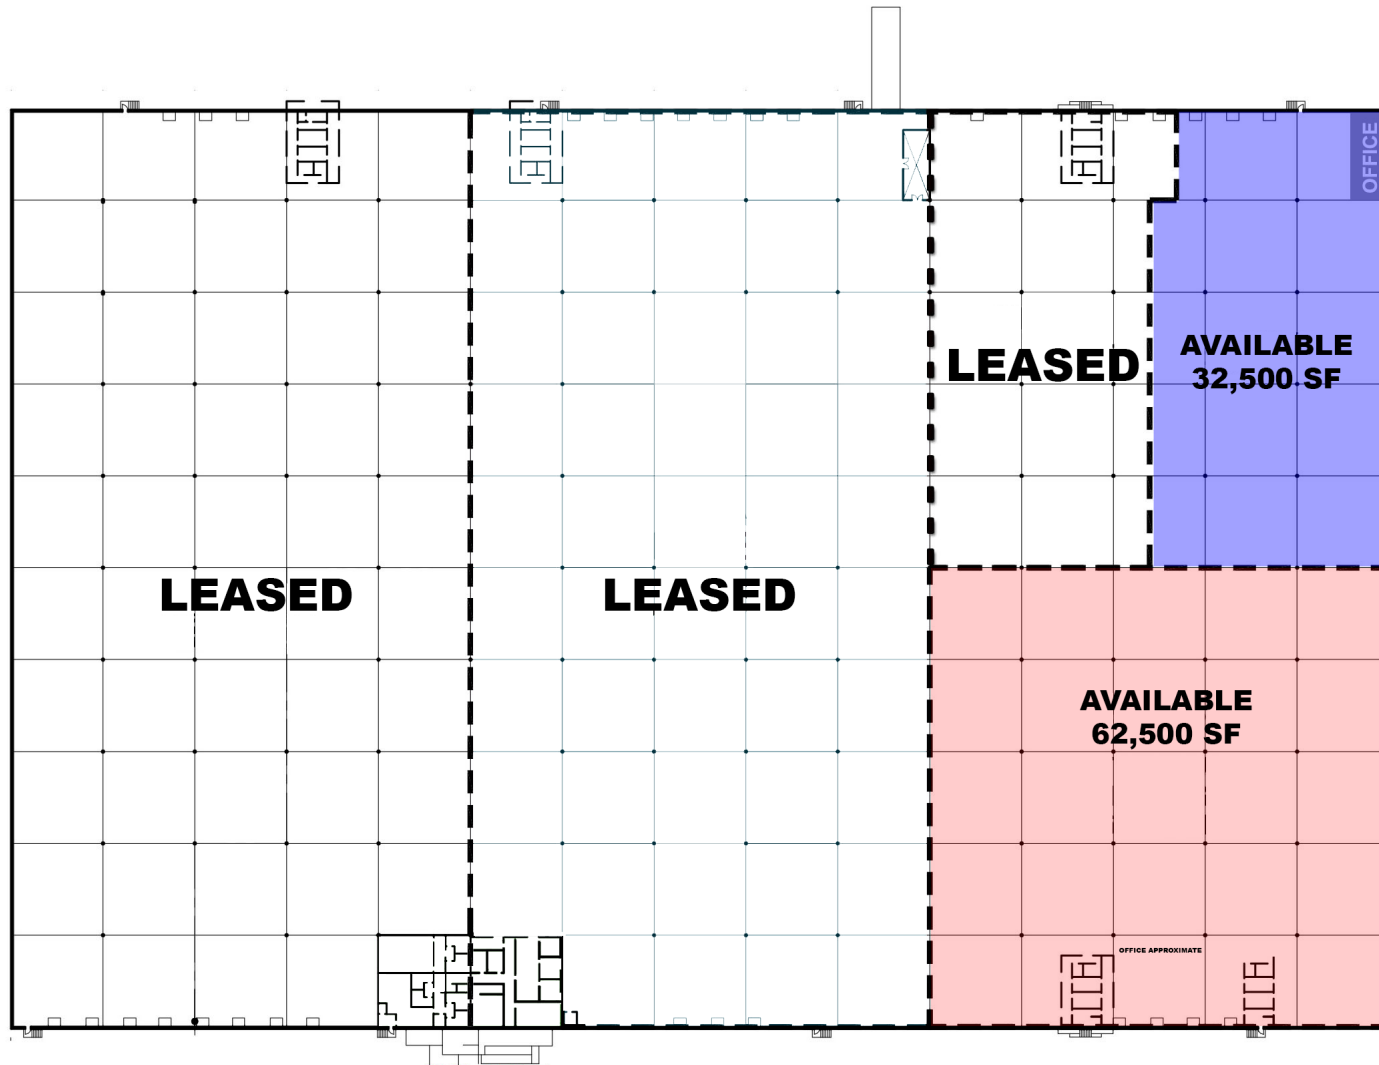 OFFICE
AVAILABLE
32,500 SF
LEASED
LEASED
LEASED
AVAILABLE
62,500 SF
OFFICE APPROXIMATE